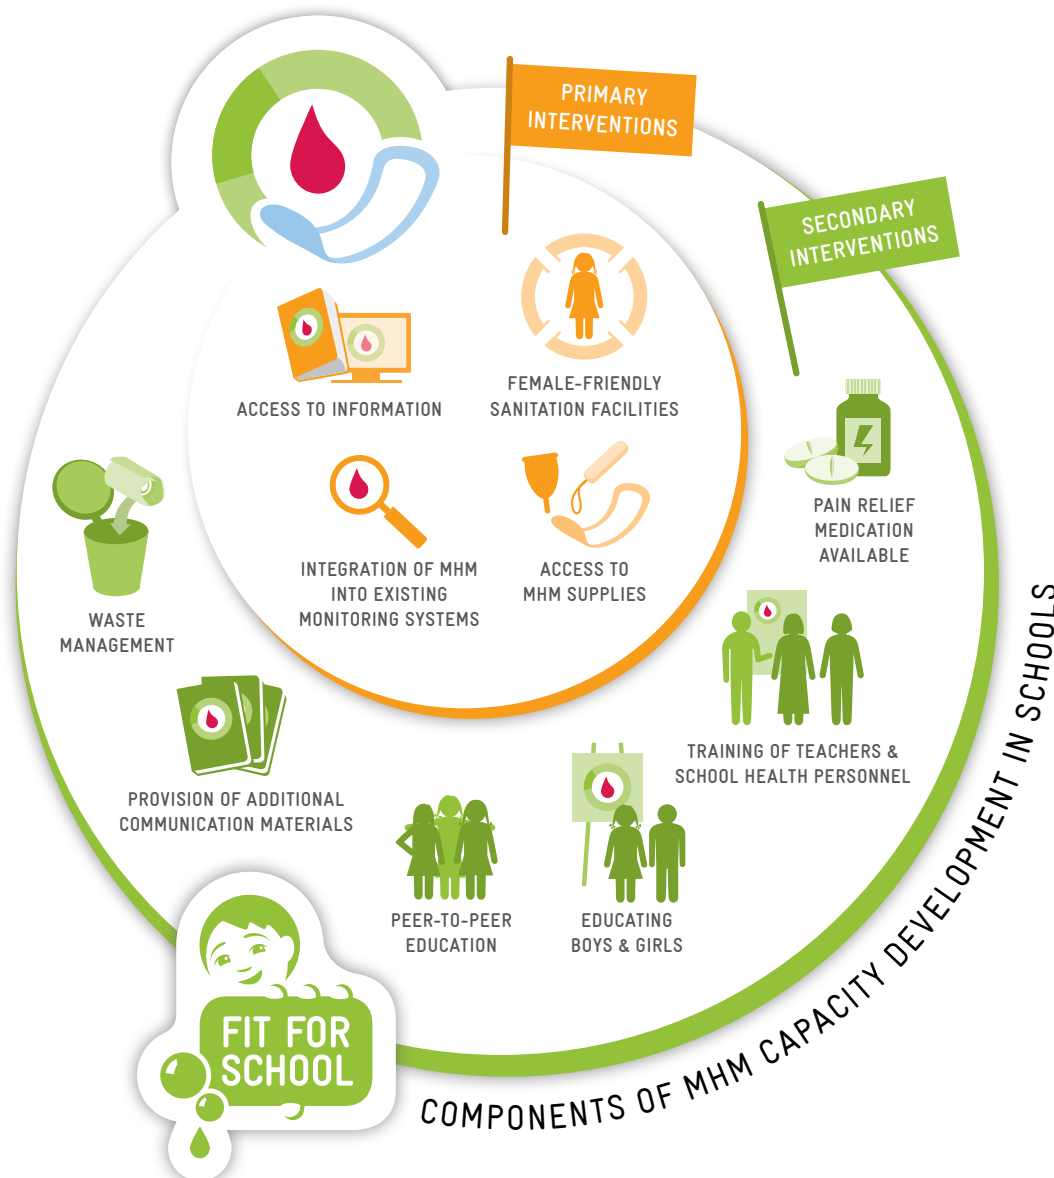 PRIMARY
INTERVENTIONS
SECONDARY
INTERVENTIONS
ACCESS TO INFORMATION
FEMALE-FRIENDLY
SANITATION FACILITIES
INTEGRATION OF MHM
INTO EXISTING
MONITORING SYSTEMS
ACCESS TO
MHM SUPPLIES
PAIN RELIEF
MEDICATION
AVAILABLE
WASTE
MANAGEMENT
TRAINING OF TEACHERS &
SCHOOL HEALTH PERSONNEL
PROVISION OF ADDITIONAL
COMMUNICATION MATERIALS
PEER-TO-PEER
EDUCATION
EDUCATING
BOYS & GIRLS
FIT FOR
SCHOOL
COMPONENTS OF MHM CAPACITY DEVELOPMENT IN SCHOOLS